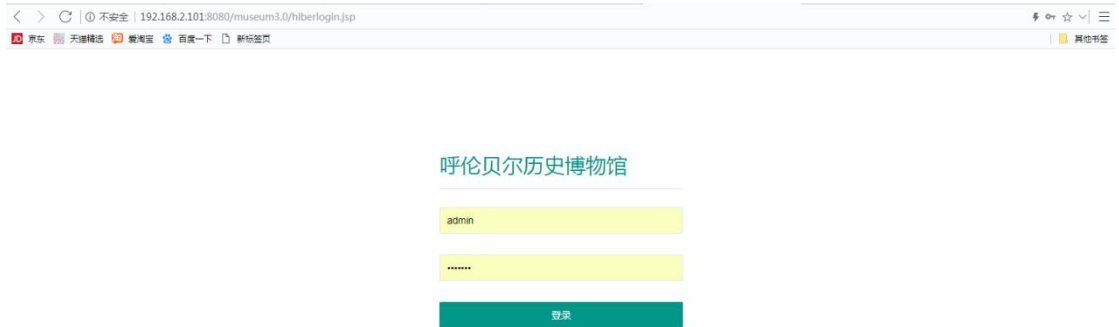 不安全 | 192.168.2.101:8080/museum3.0/hlberlogin.jsp
JD 京东 天猫精选 爱淘宝 百度一下 新标签页 其他书签
呼伦贝尔历史博物馆
admin
•••••••
登录